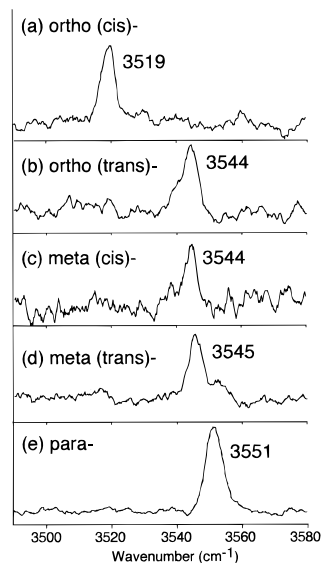 (a) ortho (cis)-
3519
(b) ortho (trans)-
3544
(c) meta (cis)-
3544
(d) meta (trans)-
3545
(e) para-
3551
3500 3520 3540 3560 3580
Wavenumber (cm-1)